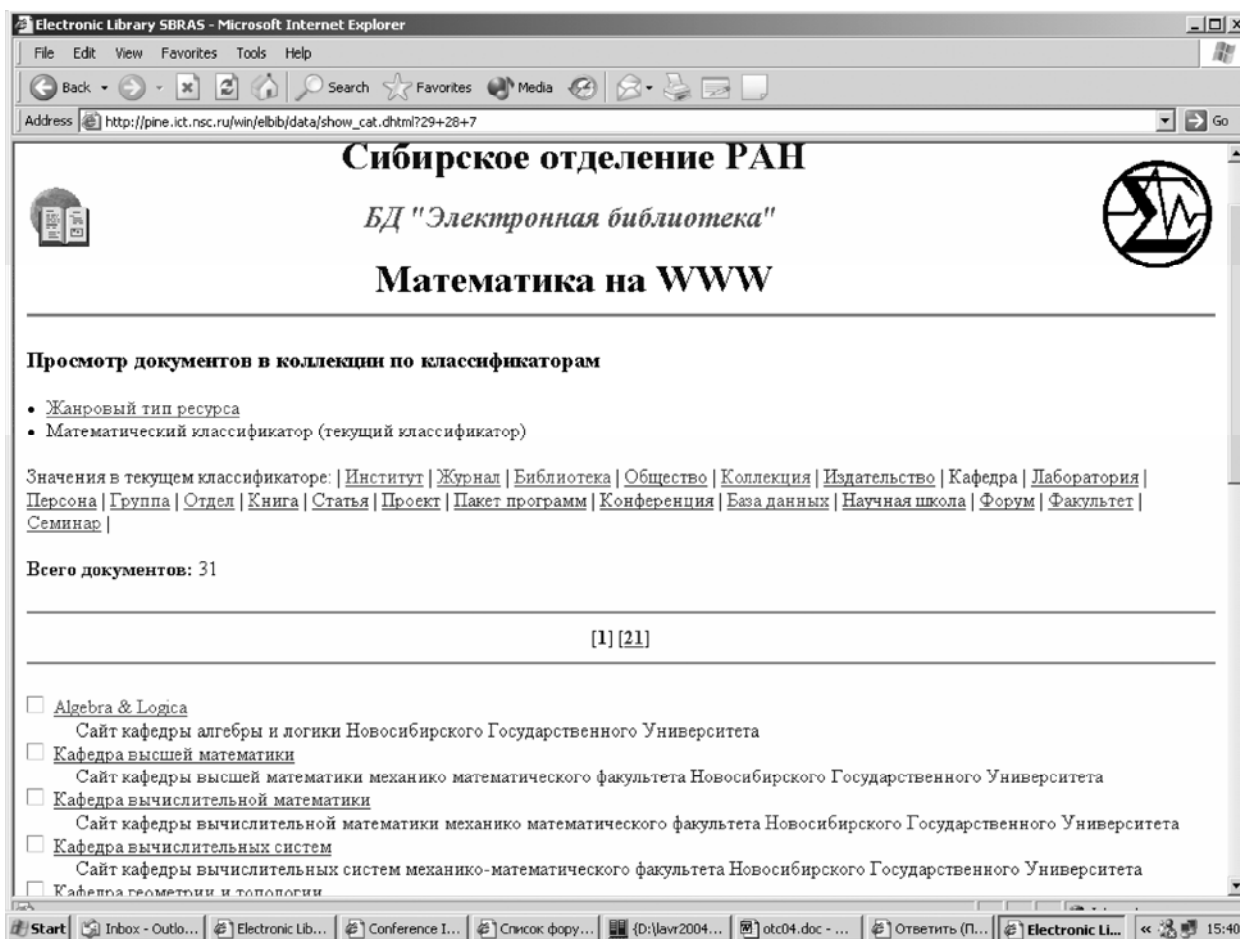 Electronic Library SBRAS - Microsoft Internet Explorer
File Edit View Favorites Tools Help
Back Search Favorites Media
Address http://pine.ict.nsc.ru/win/elbib/data/show_cat.dhtml?29+28+7 Go
Сибирское отделение РАН
БД "Электронная библиотека"
Математика на WWW
Просмотр документов в коллекции по классификаторам
• Жанровый тип ресурса
• Математический классификатор (текущий классификатор)
Значения в текущем классификаторе: | Институт | Журнал | Библиотека | Общество | Коллекция | Издательство | Кафедра | Лаборатория |
Персона | Группа | Отдел | Книга | Статья | Проект | Пакет программ | Конференция | База данных | Научная школа | Форум | Факультет |
Семинар |
Всего документов: 31
[1] [21]
Algebra & Logica
Сайт кафедры алгебры и логики Новосибирского Государственного Университета
Кафедра высшей математики
Сайт кафедры высшей математики механико математического факультета Новосибирского Государственного Университета
Кафедра вычислительной математики
Сайт кафедры вычислительной математики механико математического факультета Новосибирского Государственного Университета
Кафедра вычислительных систем
Сайт кафедры вычислительных систем механико-математического факультета Новосибирского Государственного Университета
Кафедра геометрии и топологии
Start Inbox - Outlo... Electronic Lib... Conference I... Список фору... {D:\lavr2004... otc04.doc - ... Ответить (П... Electronic Li... « 15:40